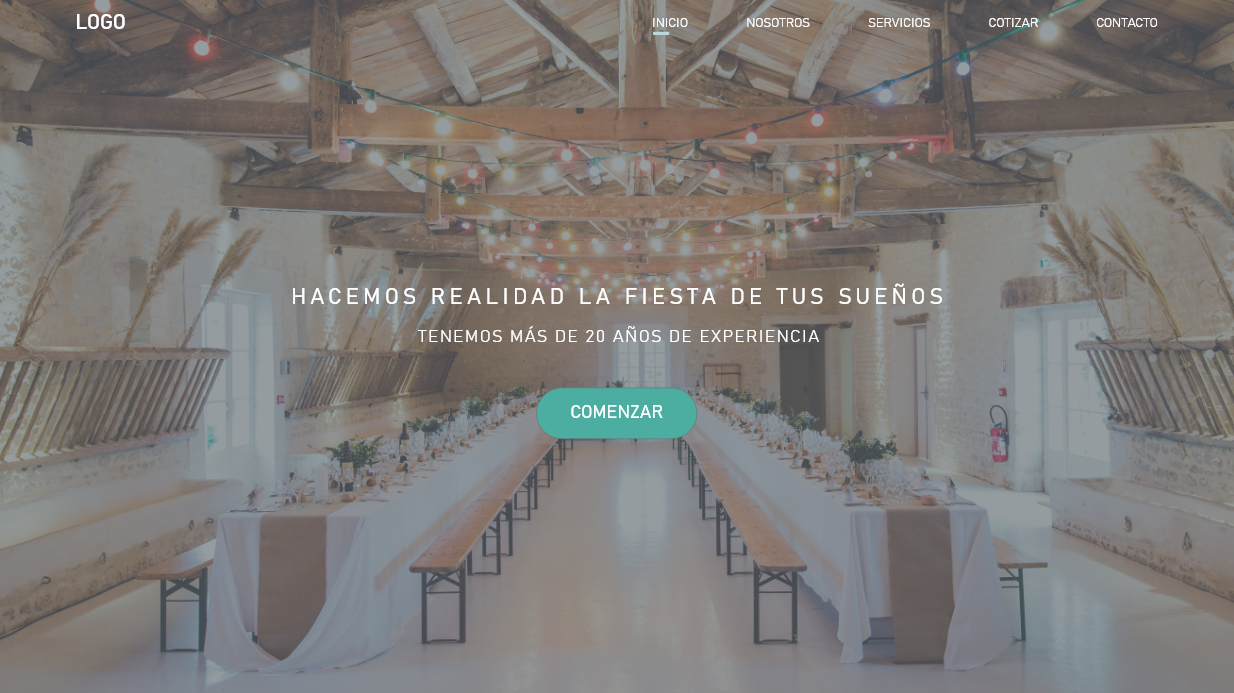 LOGO
INICIO
NOSOTROS
SERVICIOS
COTIZAR
CONTACTO
HACEMOS REALIDAD LA FIESTA DE TUS SUEÑOS
TENEMOS MÁS DE 20 AÑOS DE EXPERIENCIA
COMENZAR